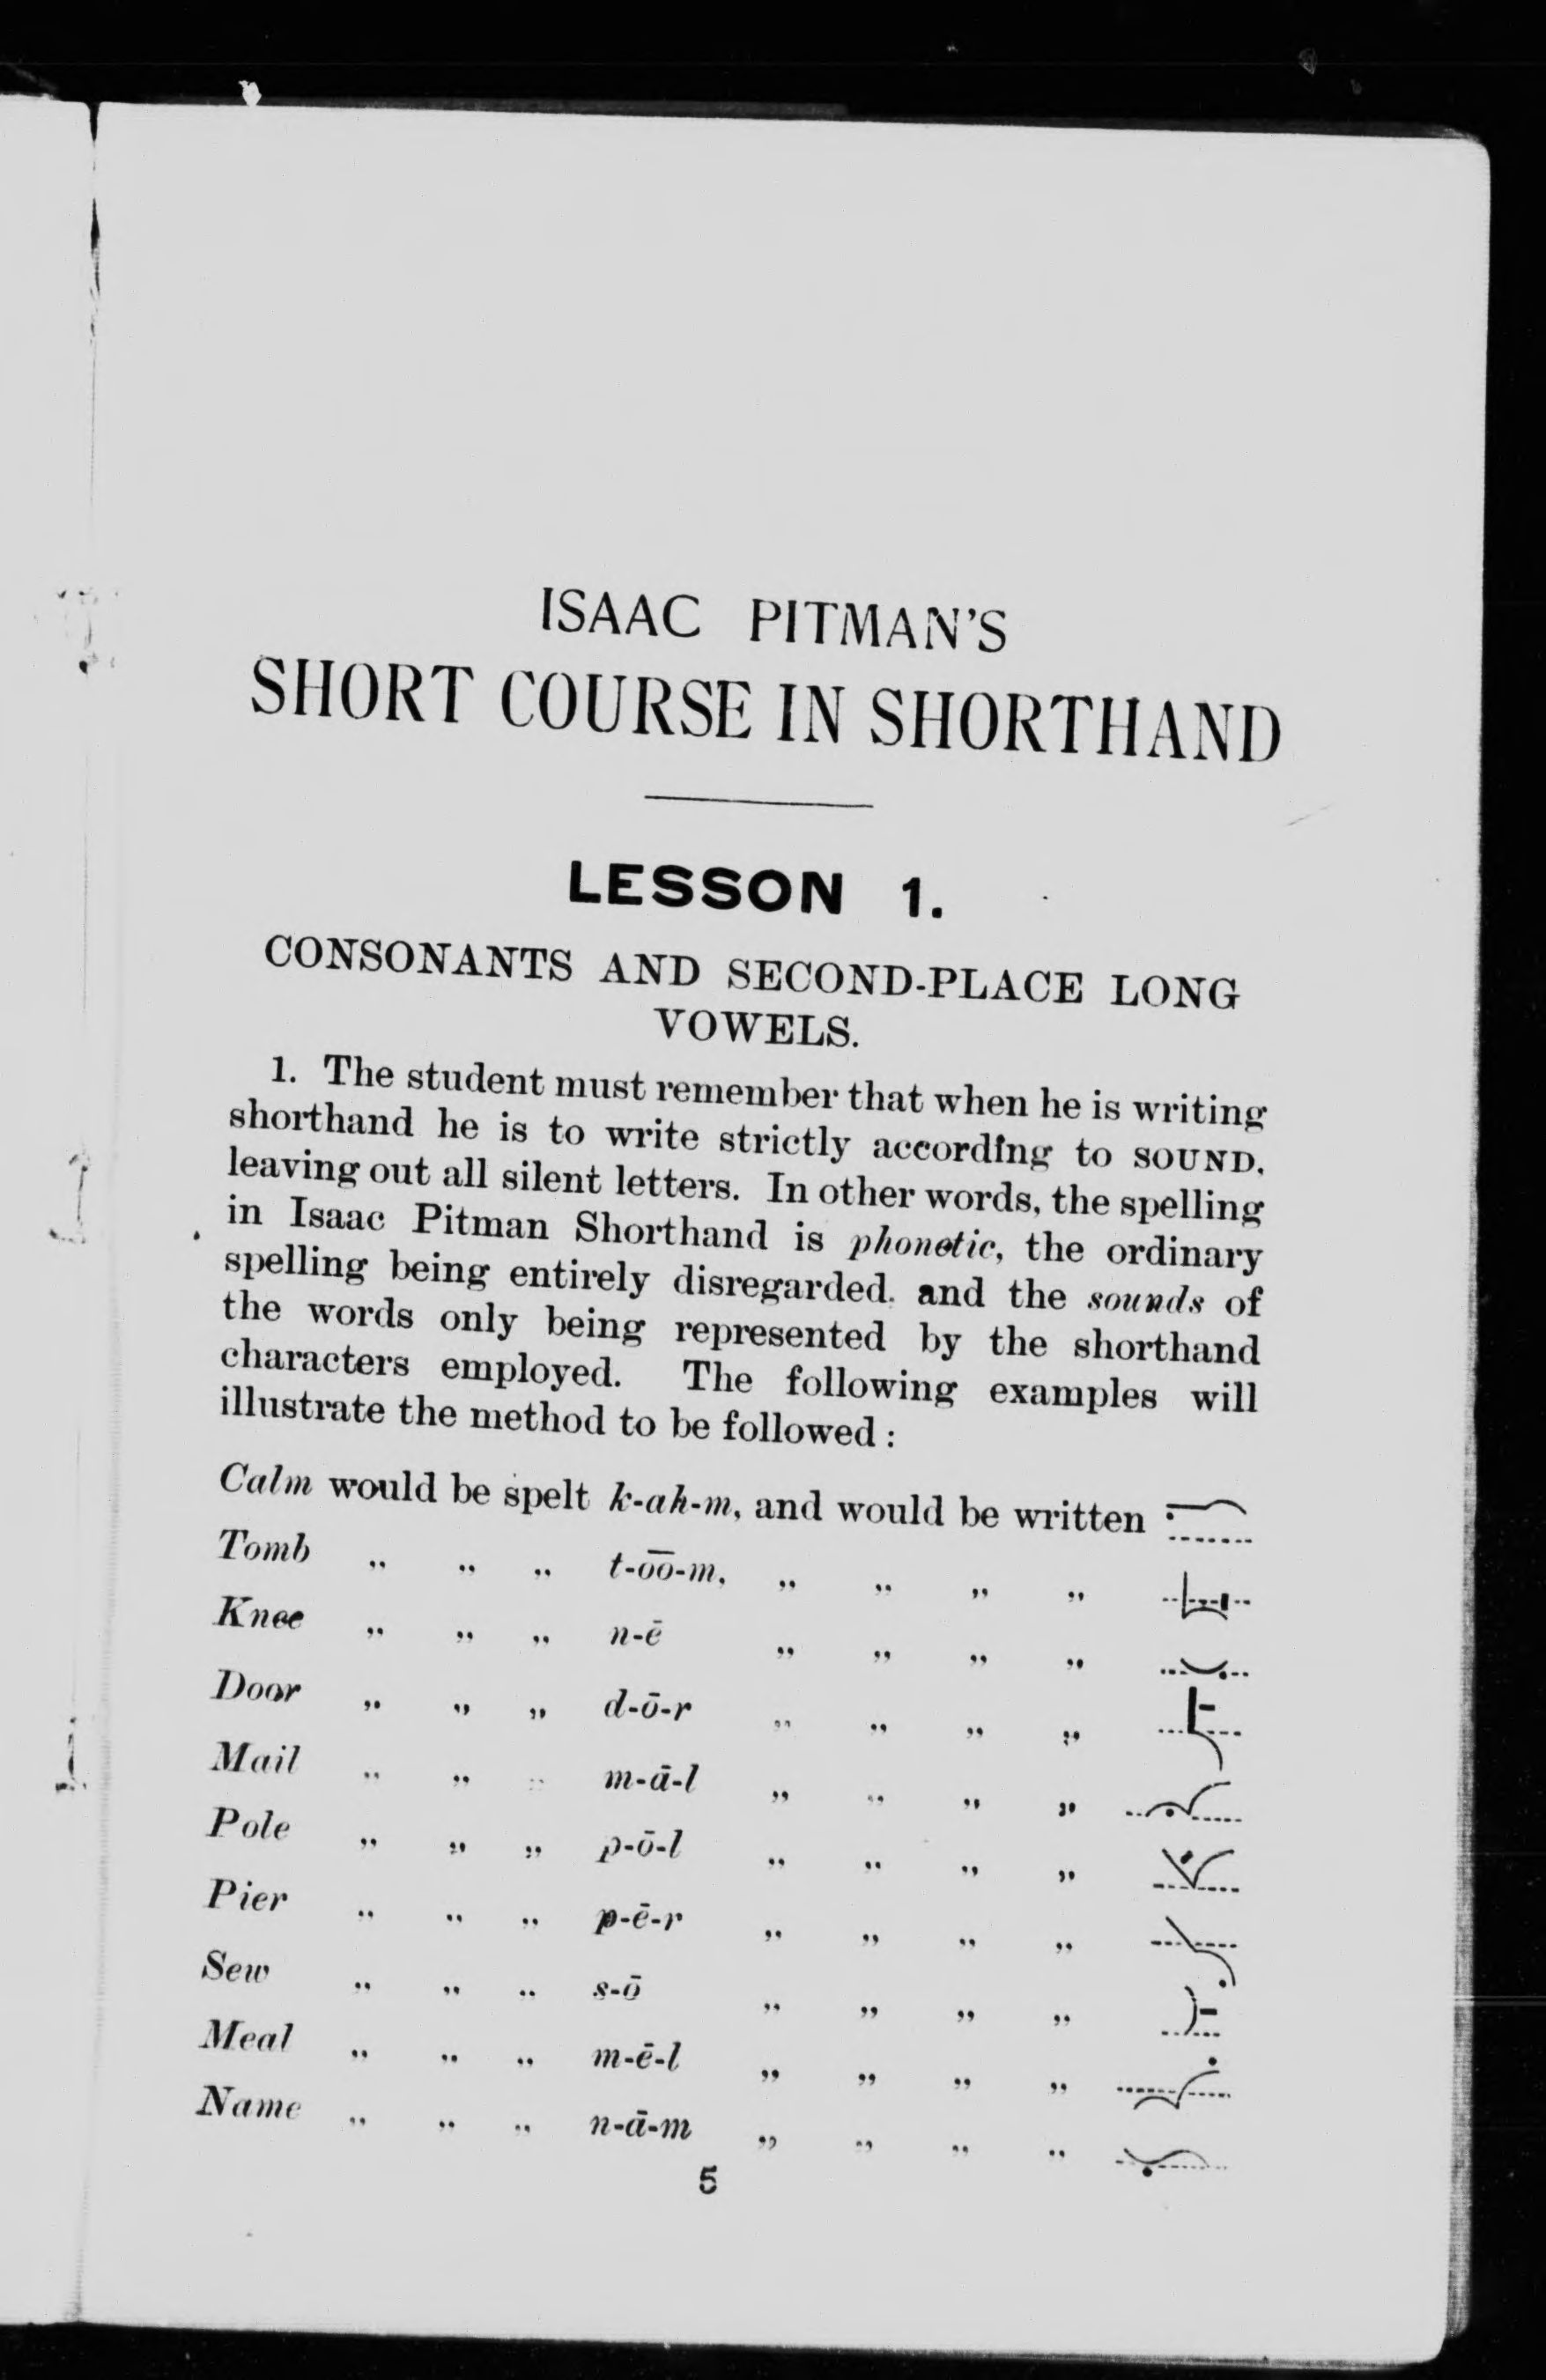 ISAAC PITMAN'S
SHORT COURSE IN SHORTHAND
LESSON 1.
CONSONANTS AND SECOND-PLACE LONG
VOWELS.
1. The student must remember that when he is writing
shorthand he is to write strictly according to SOUND,
leaving out all silent letters. In other words, the spelling
in Isaac Pitman Shorthand is phonetic, the ordinary
spelling being entirely disregarded, and the sounds of
the words only being represented by the shorthand
characters employed. The following examples will
illustrate the method to be followed :
Calm would be spelt k-ah-m, and would be written
Tomb ,, ,, ,, t-o͞o-m, ,, ,, ,, ,,
Knee ,, ,, ,, n-ē ,, ,, ,, ,,
Door ,, ,, ,, d-ō-r ,, ,, ,, ,,
Mail ,, ,, ,, m-ā-l ,, ,, ,, ,,
Pole ,, ,, ,, p-ō-l ,, ,, ,, ,,
Pier ,, ,, ,, p-ē-r ,, ,, ,, ,,
Sew ,, ,, ,, s-ō ,, ,, ,, ,,
Meal ,, ,, ,, m-ē-l ,, ,, ,, ,,
Name ,, ,, ,, n-ā-m ,, ,, ,, ,,
5